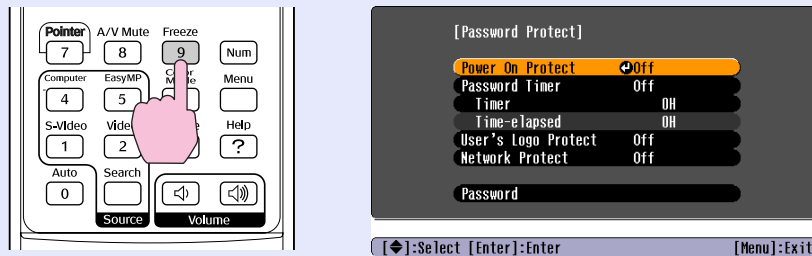 Pointer A/V Mute Freeze
7 8 9 Num
Computer EasyMP Menu
4 5
S-Video Help
1 2 ?
Auto Search
0
Source Volume
[Password Protect]
Power On Protect Off
Password Timer Off
Timer 0H
Time-elapsed 0H
User's Logo Protect Off
Network Protect Off
Password
[]:Select [Enter]:Enter [Menu]:Exit